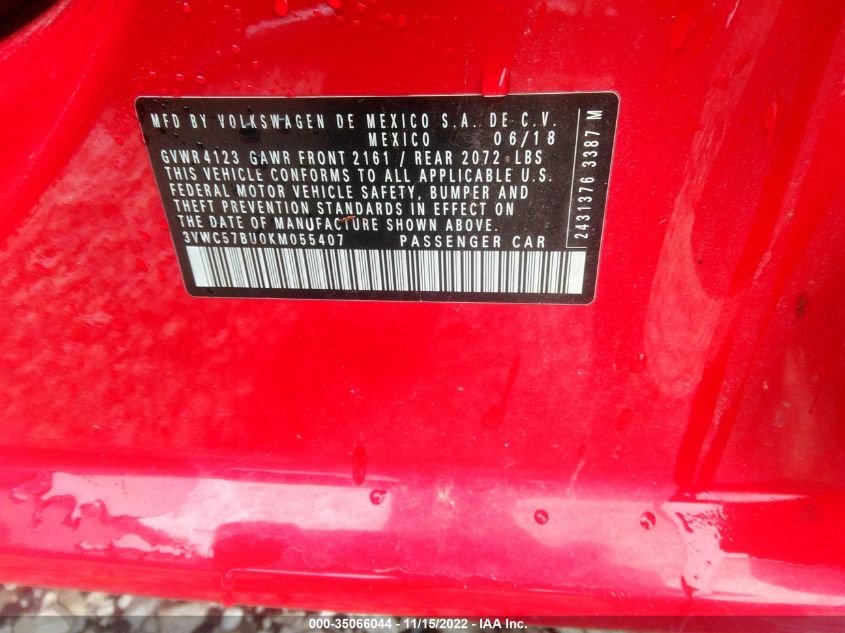 MFD BY VOLKSWAGEN DE MEXICO S.A. DE C.V.
MEXICO 06/18
GVWR 4123 GAWR FRONT 2161 / REAR 2072 LBS
THIS VEHICLE CONFORMS TO ALL APPLICABLE U.S.
FEDERAL MOTOR VEHICLE SAFETY, BUMPER AND
THEFT PREVENTION STANDARDS IN EFFECT ON
THE DATE OF MANUFACTURE SHOWN ABOVE.
3VWC57BU0KM055407 PASSENGER CAR
2431376 3387 M
000-35066044 - 11/15/2022 - IAA Inc.